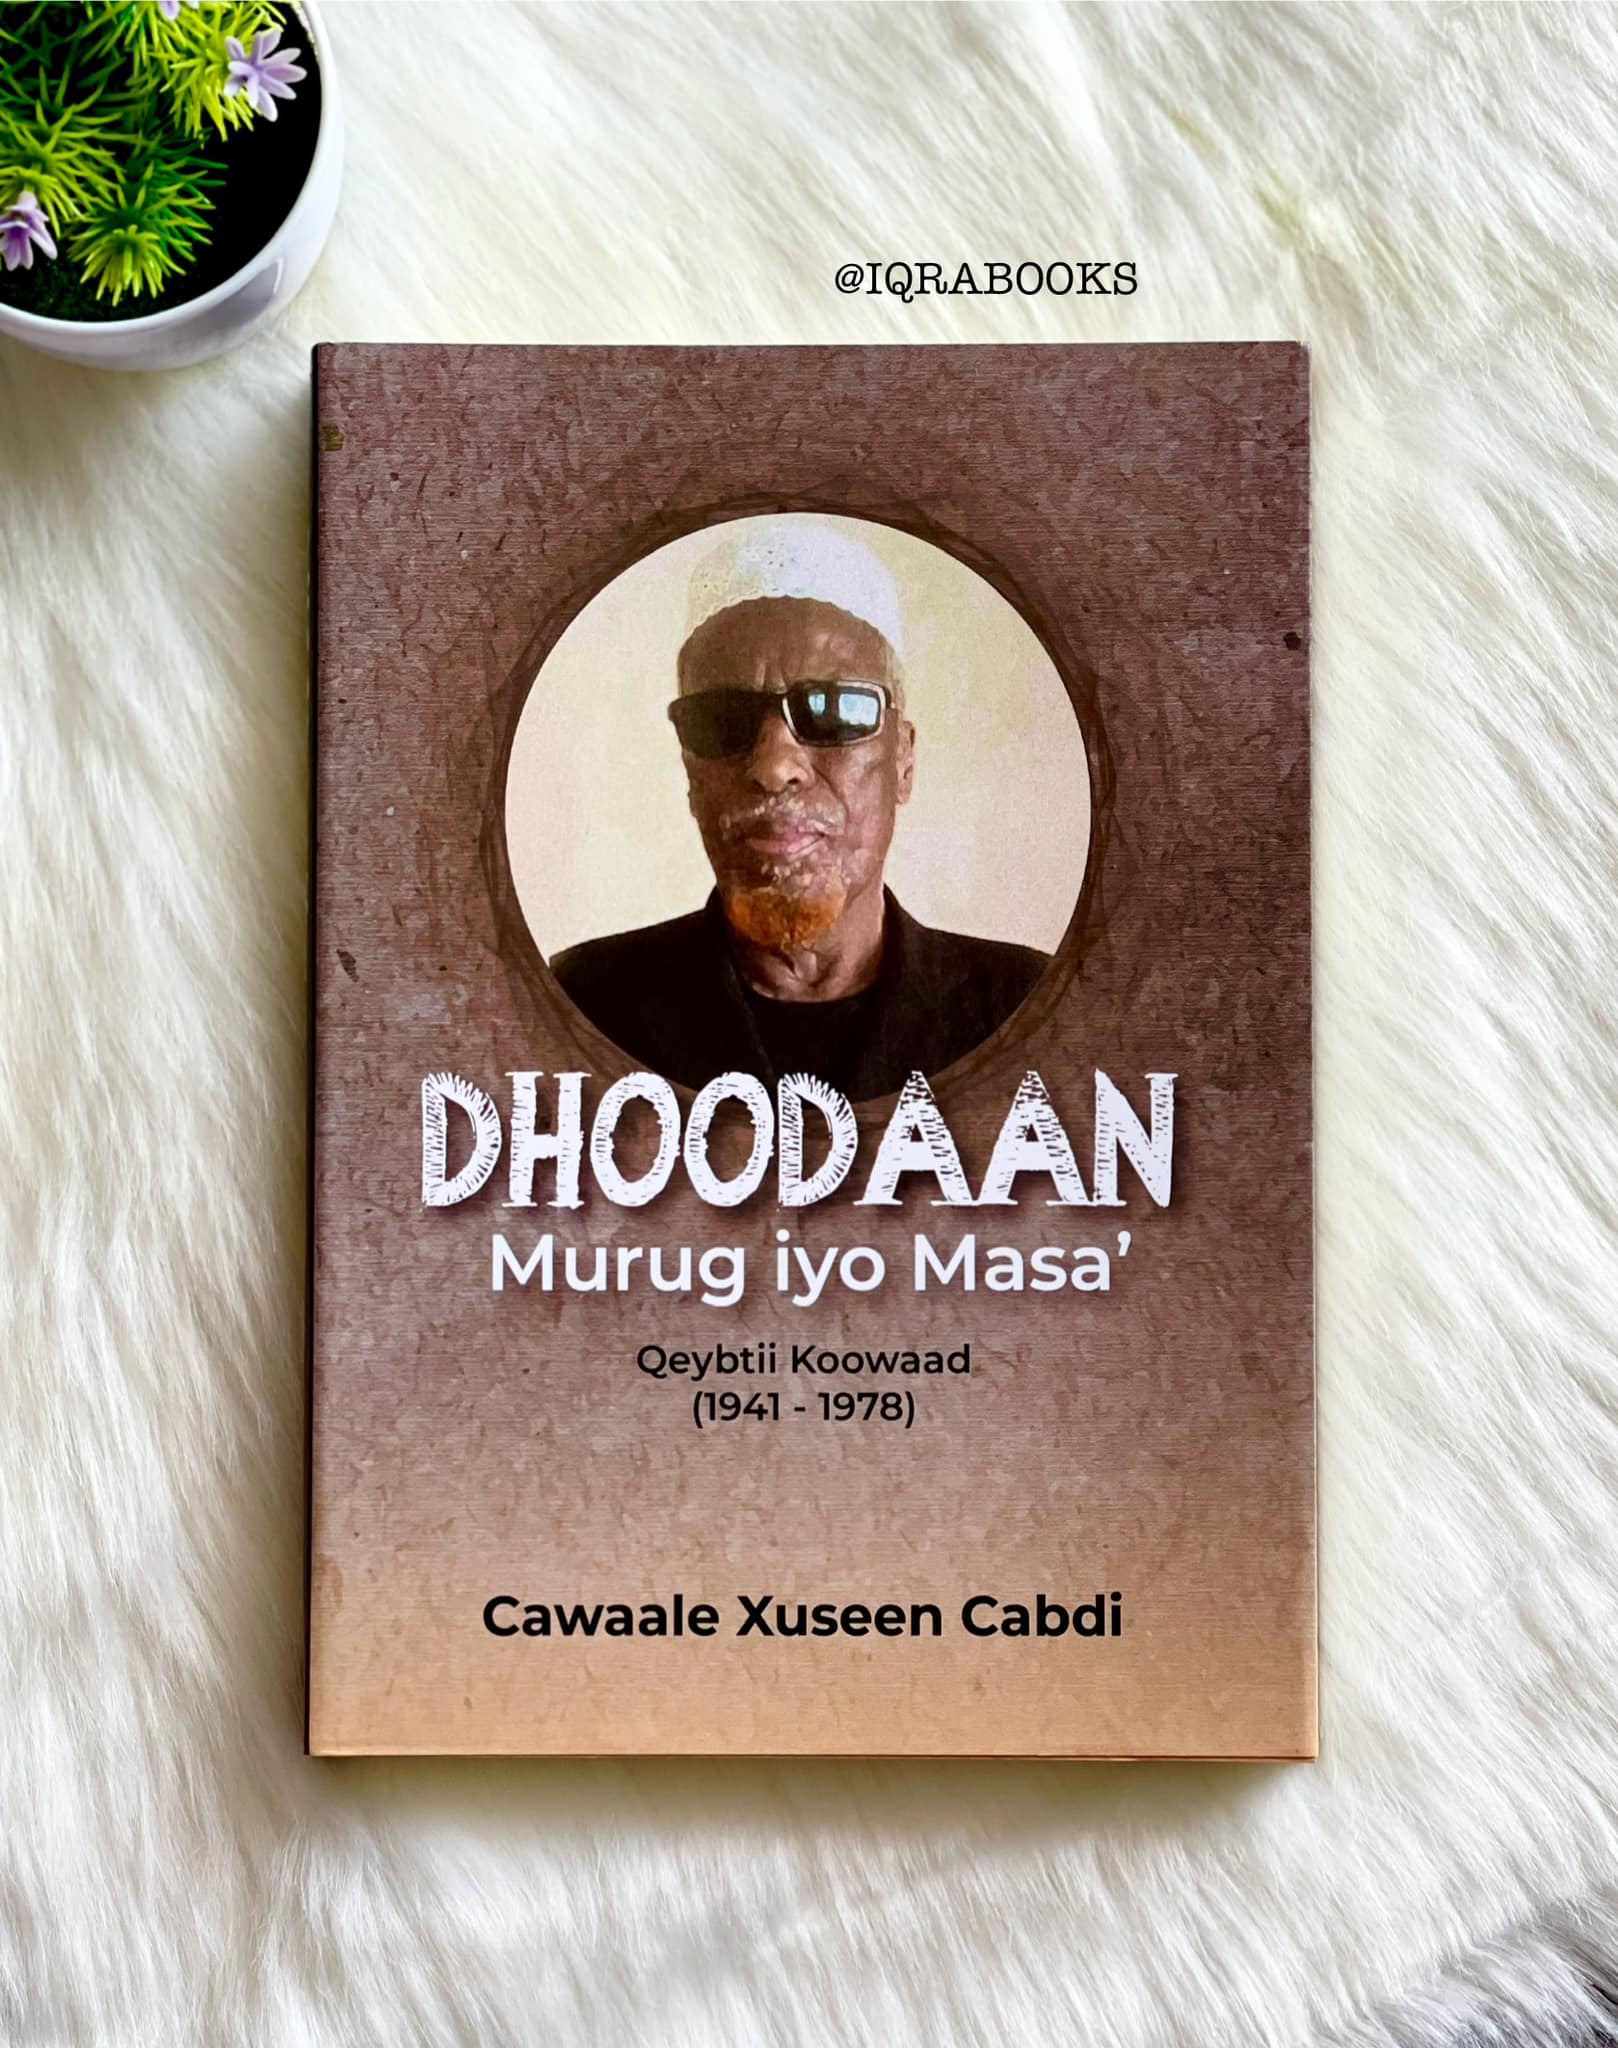 @IQRABOOKS
DHOODAAN
Murug iyo Masa’
Qeybtii Koowaad
(1941 - 1978)
Cawaale Xuseen Cabdi